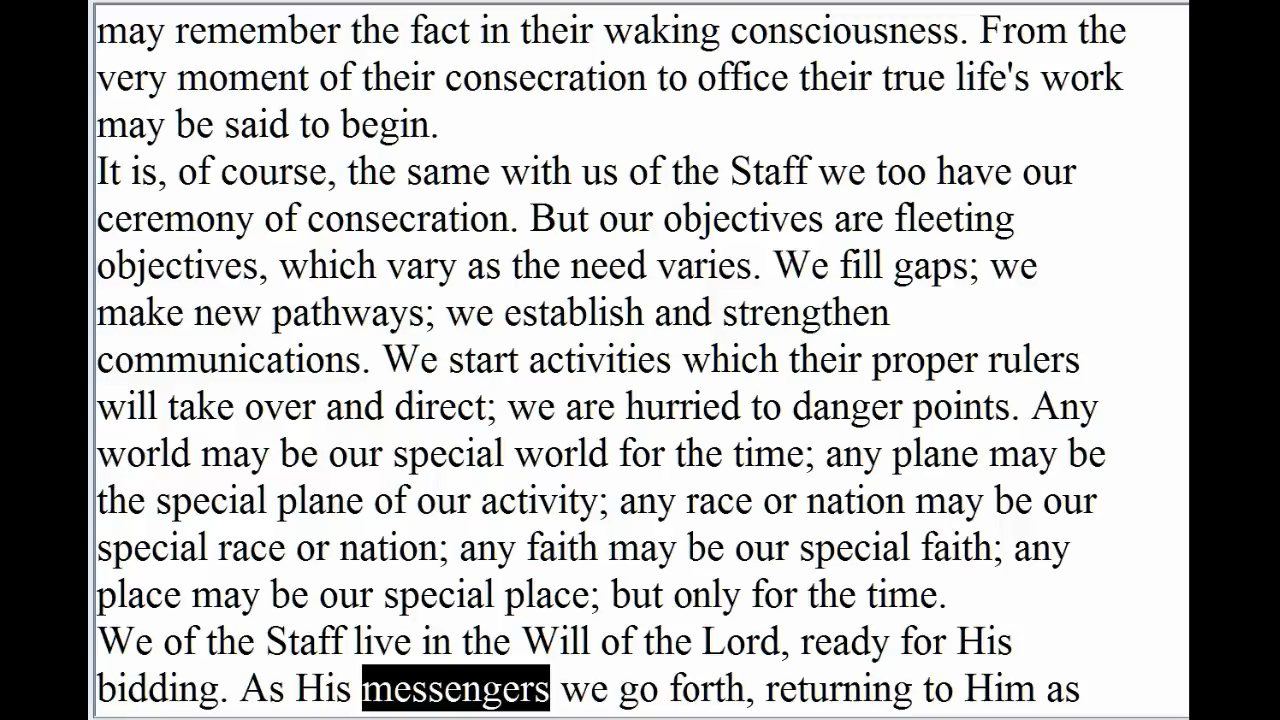 may remember the fact in their waking consciousness. From the
very moment of their consecration to office their true life's work
may be said to begin.
It is, of course, the same with us of the Staff we too have our
ceremony of consecration. But our objectives are fleeting
objectives, which vary as the need varies. We fill gaps; we
make new pathways; we establish and strengthen
communications. We start activities which their proper rulers
will take over and direct; we are hurried to danger points. Any
world may be our special world for the time; any plane may be
the special plane of our activity; any race or nation may be our
special race or nation; any faith may be our special faith; any
place may be our special place; but only for the time.
We of the Staff live in the Will of the Lord, ready for His
bidding. As His messengers we go forth, returning to Him as